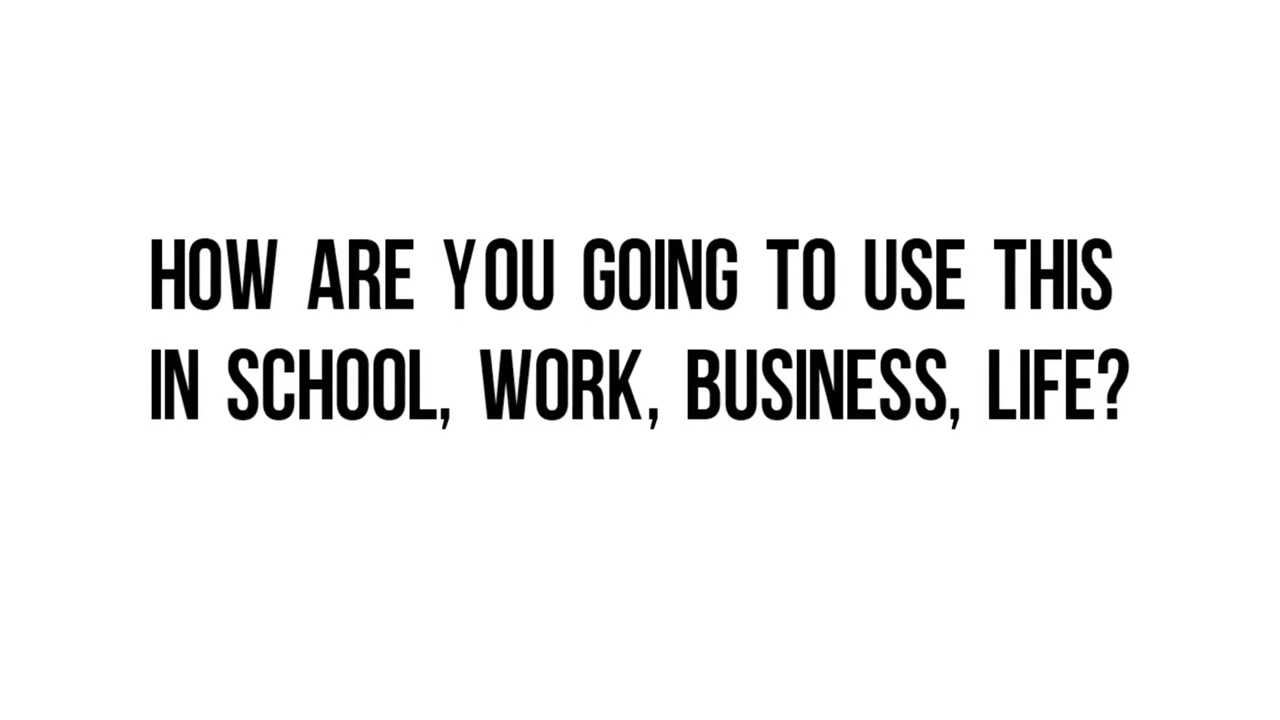 HOW ARE YOU GOING TO USE THIS
IN SCHOOL, WORK, BUSINESS, LIFE?